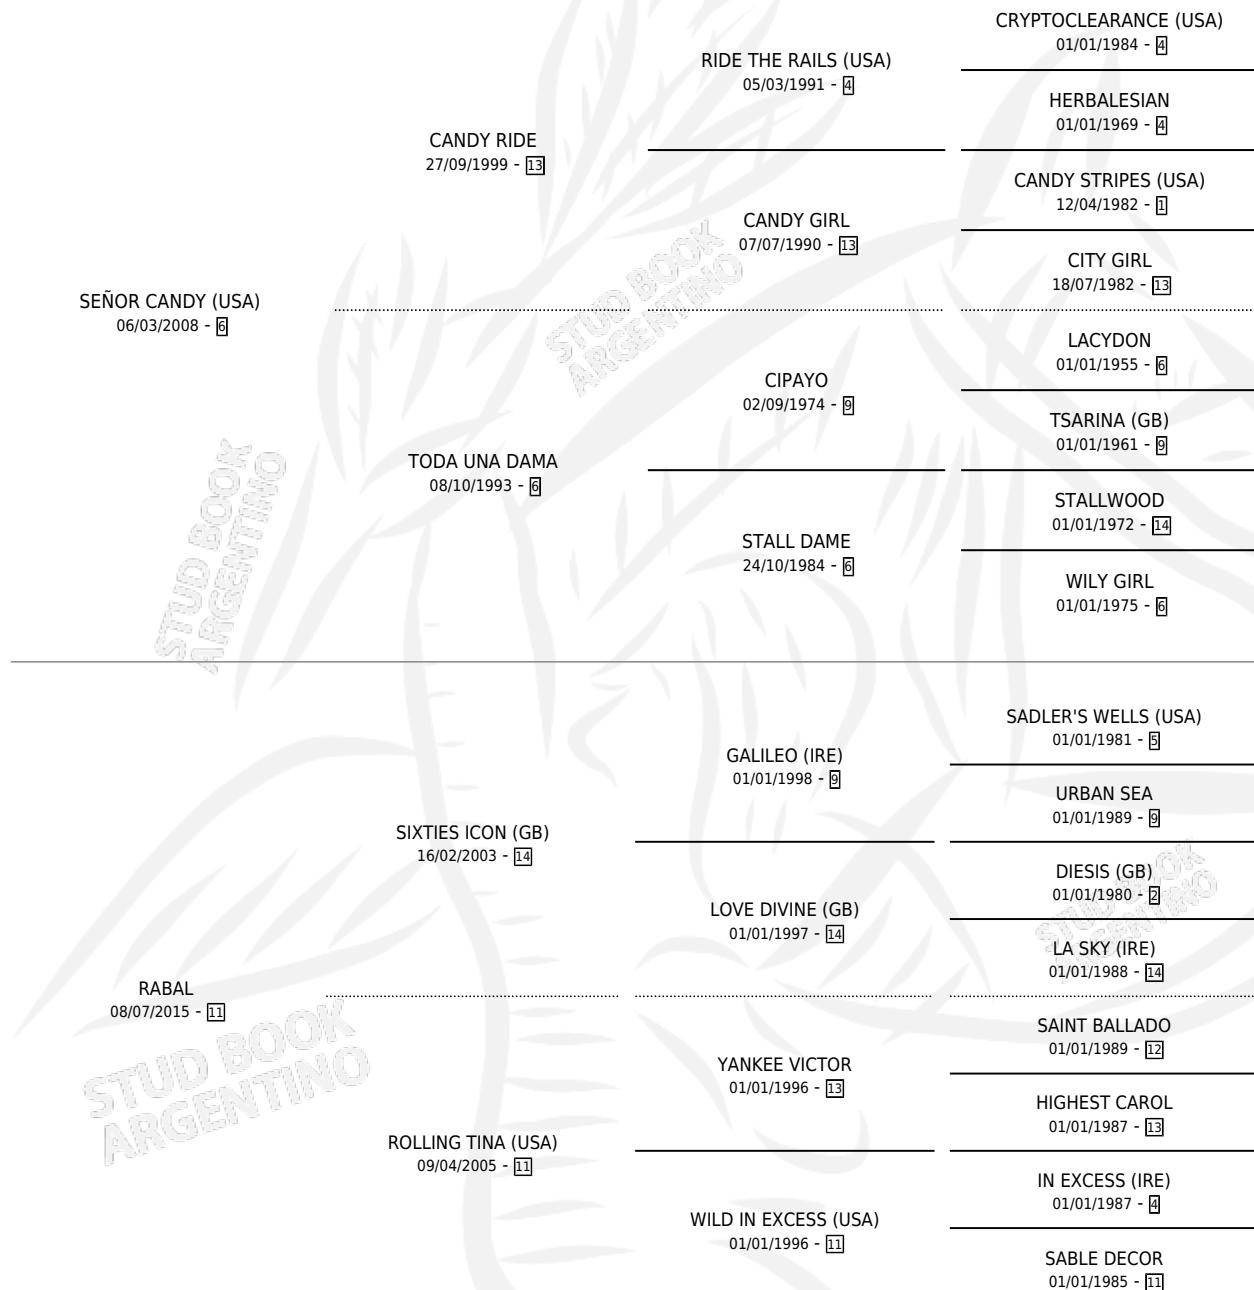 CRYPTOCLEARANCE (USA)
01/01/1984 - 4
RIDE THE RAILS (USA)
05/03/1991 - 4
HERBALESIAN
01/01/1969 - 4
CANDY RIDE
27/09/1999 - 13
CANDY STRIPES (USA)
12/04/1982 - 1
CANDY GIRL
07/07/1990 - 13
CITY GIRL
18/07/1982 - 13
SEÑOR CANDY (USA)
06/03/2008 - 6
STUD BOOK
ARGENTINO
LACYDON
01/01/1955 - 6
CIPAYO
02/09/1974 - 9
TSARINA (GB)
01/01/1961 - 9
TODA UNA DAMA
08/10/1993 - 6
STALLWOOD
01/01/1972 - 14
STALL DAME
24/10/1984 - 6
WILY GIRL
01/01/1975 - 6
STUD BOOK
ARGENTINO
SADLER'S WELLS (USA)
01/01/1981 - 5
GALILEO (IRE)
01/01/1998 - 9
URBAN SEA
01/01/1989 - 9
SIXTIES ICON (GB)
16/02/2003 - 14
DIESIS (GB)
01/01/1980 - 2
LOVE DIVINE (GB)
01/01/1997 - 14
STUD BOOK
ARGENTINO
LA SKY (IRE)
01/01/1988 - 14
RABAL
08/07/2015 - 11
SAINT BALLADO
01/01/1989 - 12
YANKEE VICTOR
01/01/1996 - 13
HIGHEST CAROL
01/01/1987 - 13
STUD BOOK
ARGENTINO
ROLLING TINA (USA)
09/04/2005 - 11
IN EXCESS (IRE)
01/01/1987 - 4
WILD IN EXCESS (USA)
01/01/1996 - 11
SABLE DECOR
01/01/1985 - 11